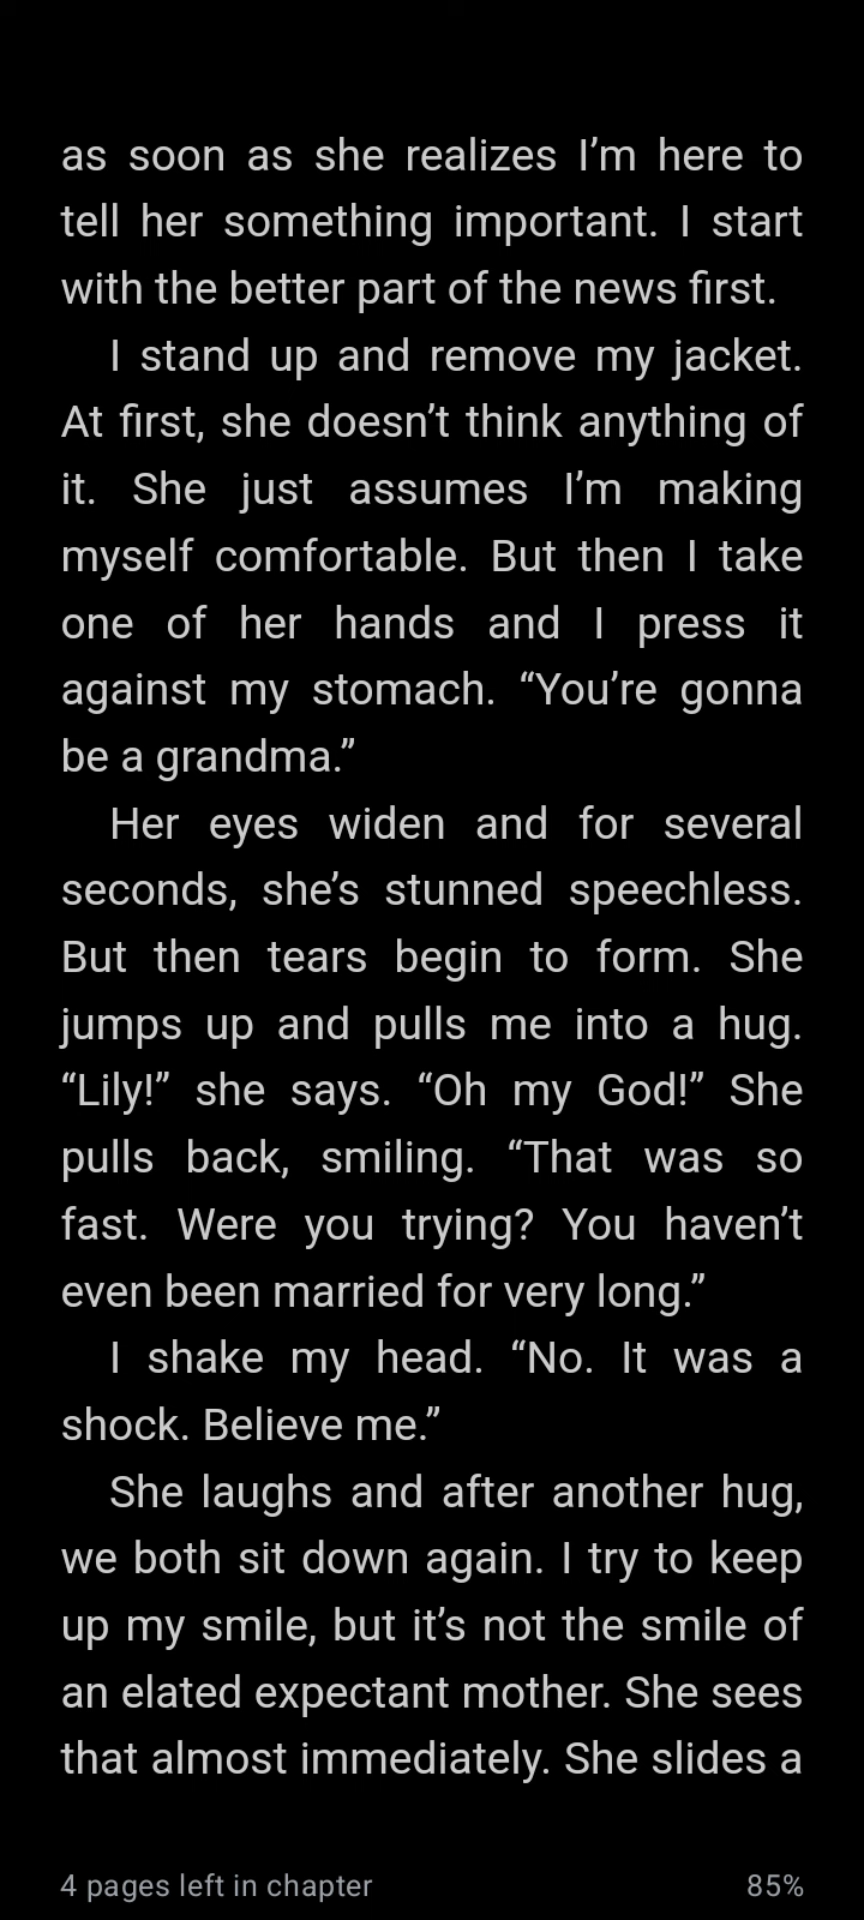 as soon as she realizes I’m here to
tell her something important. I start
with the better part of the news first.
I stand up and remove my jacket.
At first, she doesn’t think anything of
it. She just assumes I’m making
myself comfortable. But then I take
one of her hands and I press it
against my stomach. “You’re gonna
be a grandma.”
Her eyes widen and for several
seconds, she’s stunned speechless.
But then tears begin to form. She
jumps up and pulls me into a hug.
“Lily!” she says. “Oh my God!” She
pulls back, smiling. “That was so
fast. Were you trying? You haven’t
even been married for very long.”
I shake my head. “No. It was a
shock. Believe me.”
She laughs and after another hug,
we both sit down again. I try to keep
up my smile, but it’s not the smile of
an elated expectant mother. She sees
that almost immediately. She slides a
4 pages left in chapter 85%